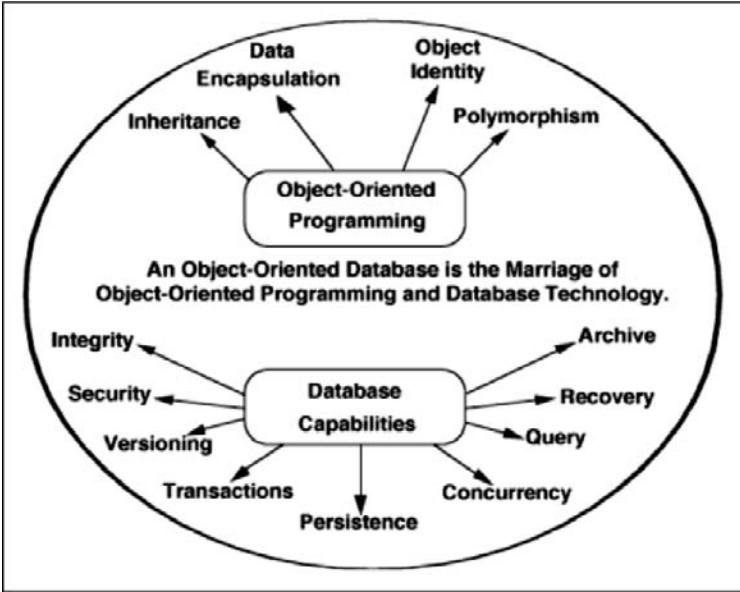 Data
Encapsulation
Object
Identity
Inheritance
Polymorphism
Object-Oriented
Programming
An Object-Oriented Database is the Marriage of
Object-Oriented Programming and Database Technology.
Integrity
Archive
Security
Database
Capabilities
Recovery
Versioning
Query
Transactions
Concurrency
Persistence